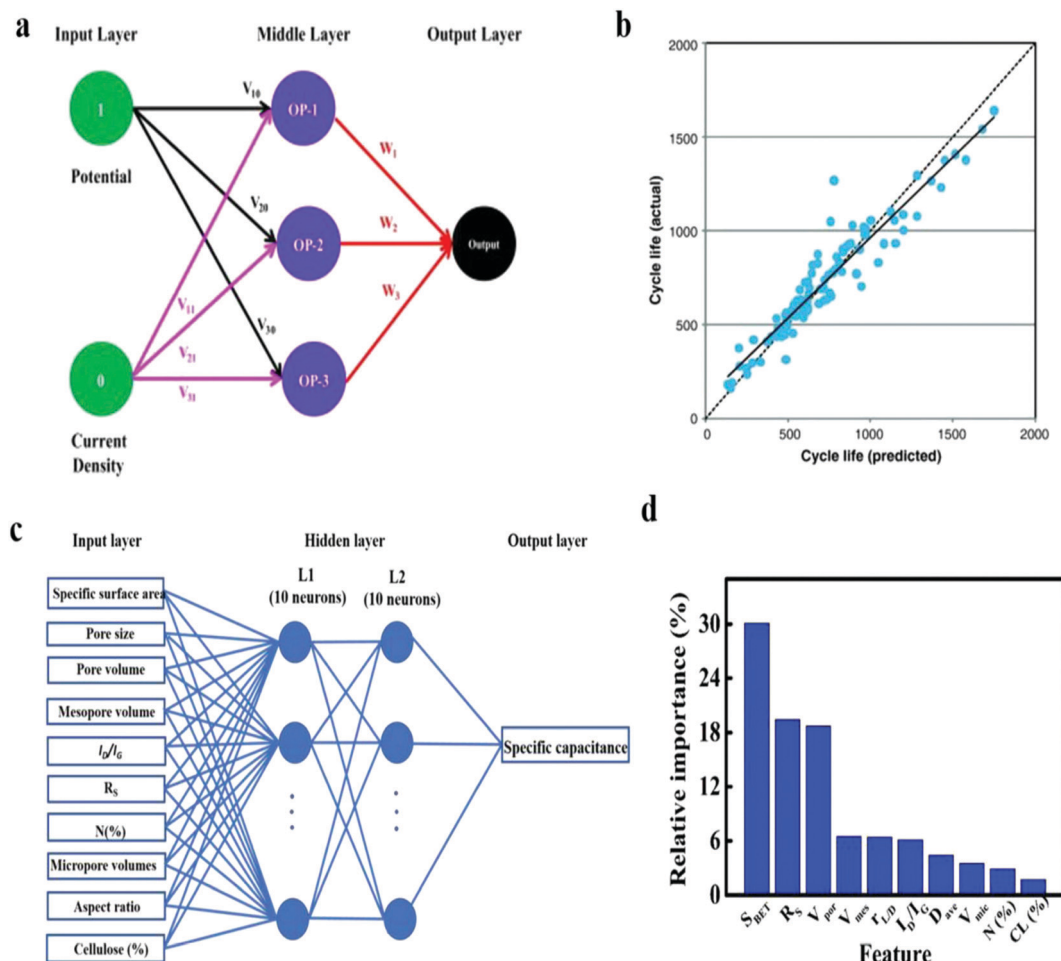 a
Input Layer
Middle Layer
Output Layer
1
Potential
0
Current
Density
OP-1
OP-2
OP-3
Output
V10
V20
V30
V11
V21
V31
W1
W2
W3
b
2000
1500
1000
500
0
Cycle life (actual)
0
500
1000
1500
2000
Cycle life (predicted)
c
Input layer
Hidden layer
Output layer
L1
(10 neurons)
L2
(10 neurons)
Specific surface area
Pore size
Pore volume
Mesopore volume
ID/IG
RS
N(%)
Micropore volumes
Aspect ratio
Cellulose (%)
Specific capacitance
d
Relative importance (%)
30
24
18
12
6
0
SBET
RS
Vpor
Vmes
rL/D
ID/IG
Dave
Vmic
N (%)
CL (%)
Feature